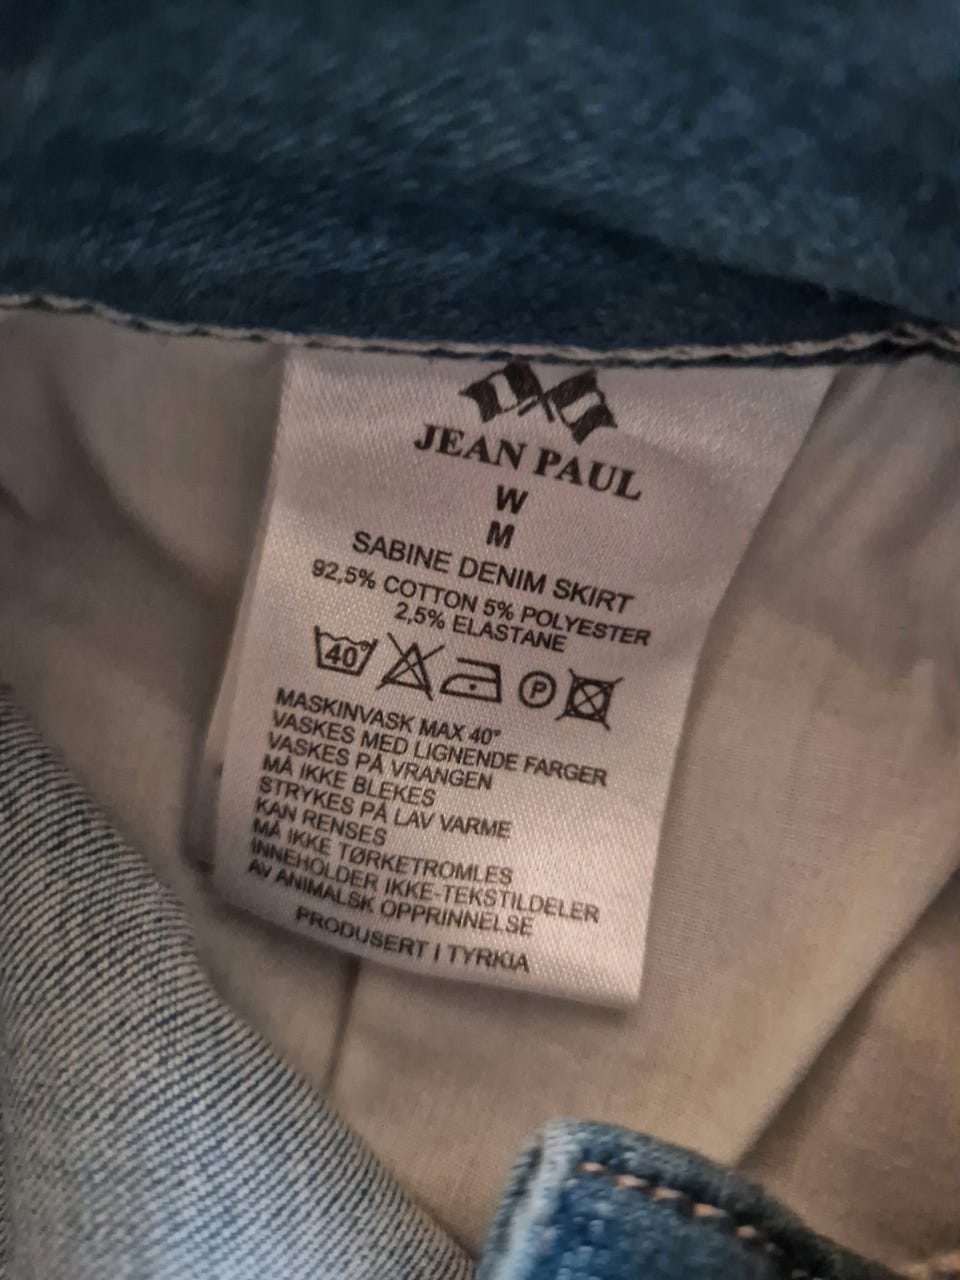 JEAN PAUL
W
M
SABINE DENIM SKIRT
92,5% COTTON 5% POLYESTER
2,5% ELASTANE
40 P
MASKINVASK MAX 40°
VASKES MED LIGNENDE FARGER
VASKES PÅ VRANGEN
MÅ IKKE BLEKES
STRYKES PÅ LAV VARME
KAN RENSES
MÅ IKKE TØRKETROMLES
INNEHOLDER IKKE-TEKSTILDELER
AV ANIMALSK OPPRINNELSE
PRODUSERT I TYRKIA